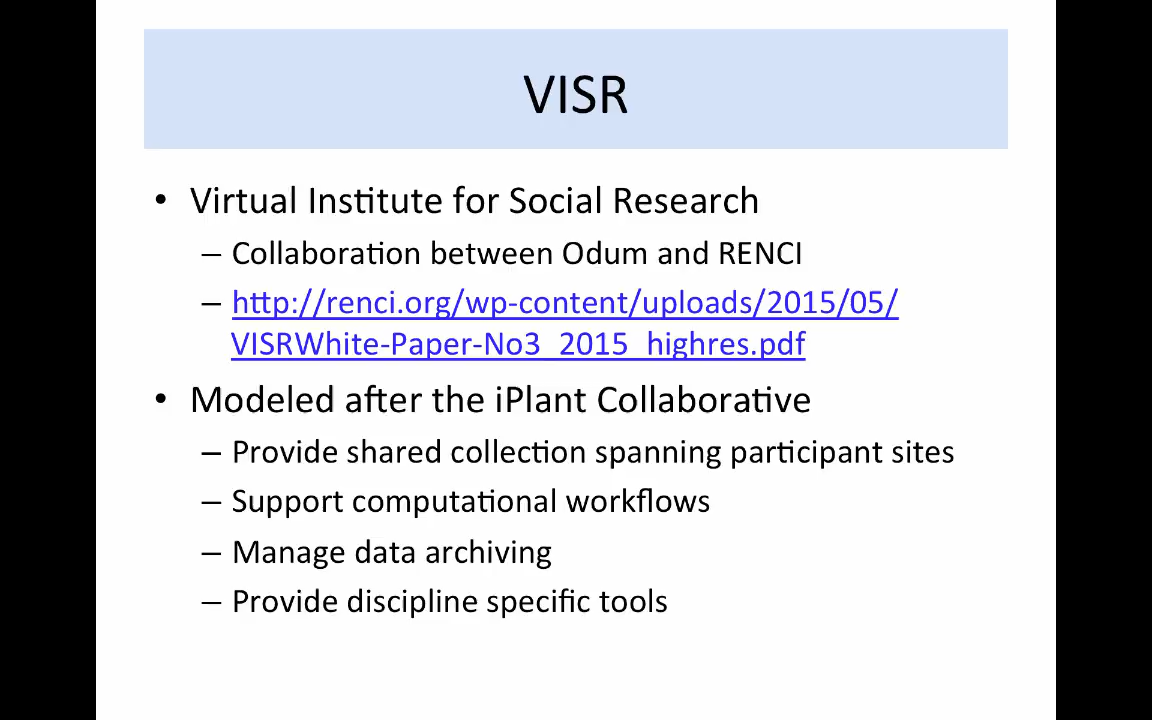 VISR
• Virtual Institute for Social Research
– Collaboration between Odum and RENCI
– http://renci.org/wp-content/uploads/2015/05/
VISRWhite-Paper-No3_2015_highres.pdf
• Modeled after the iPlant Collaborative
– Provide shared collection spanning participant sites
– Support computational workflows
– Manage data archiving
– Provide discipline specific tools